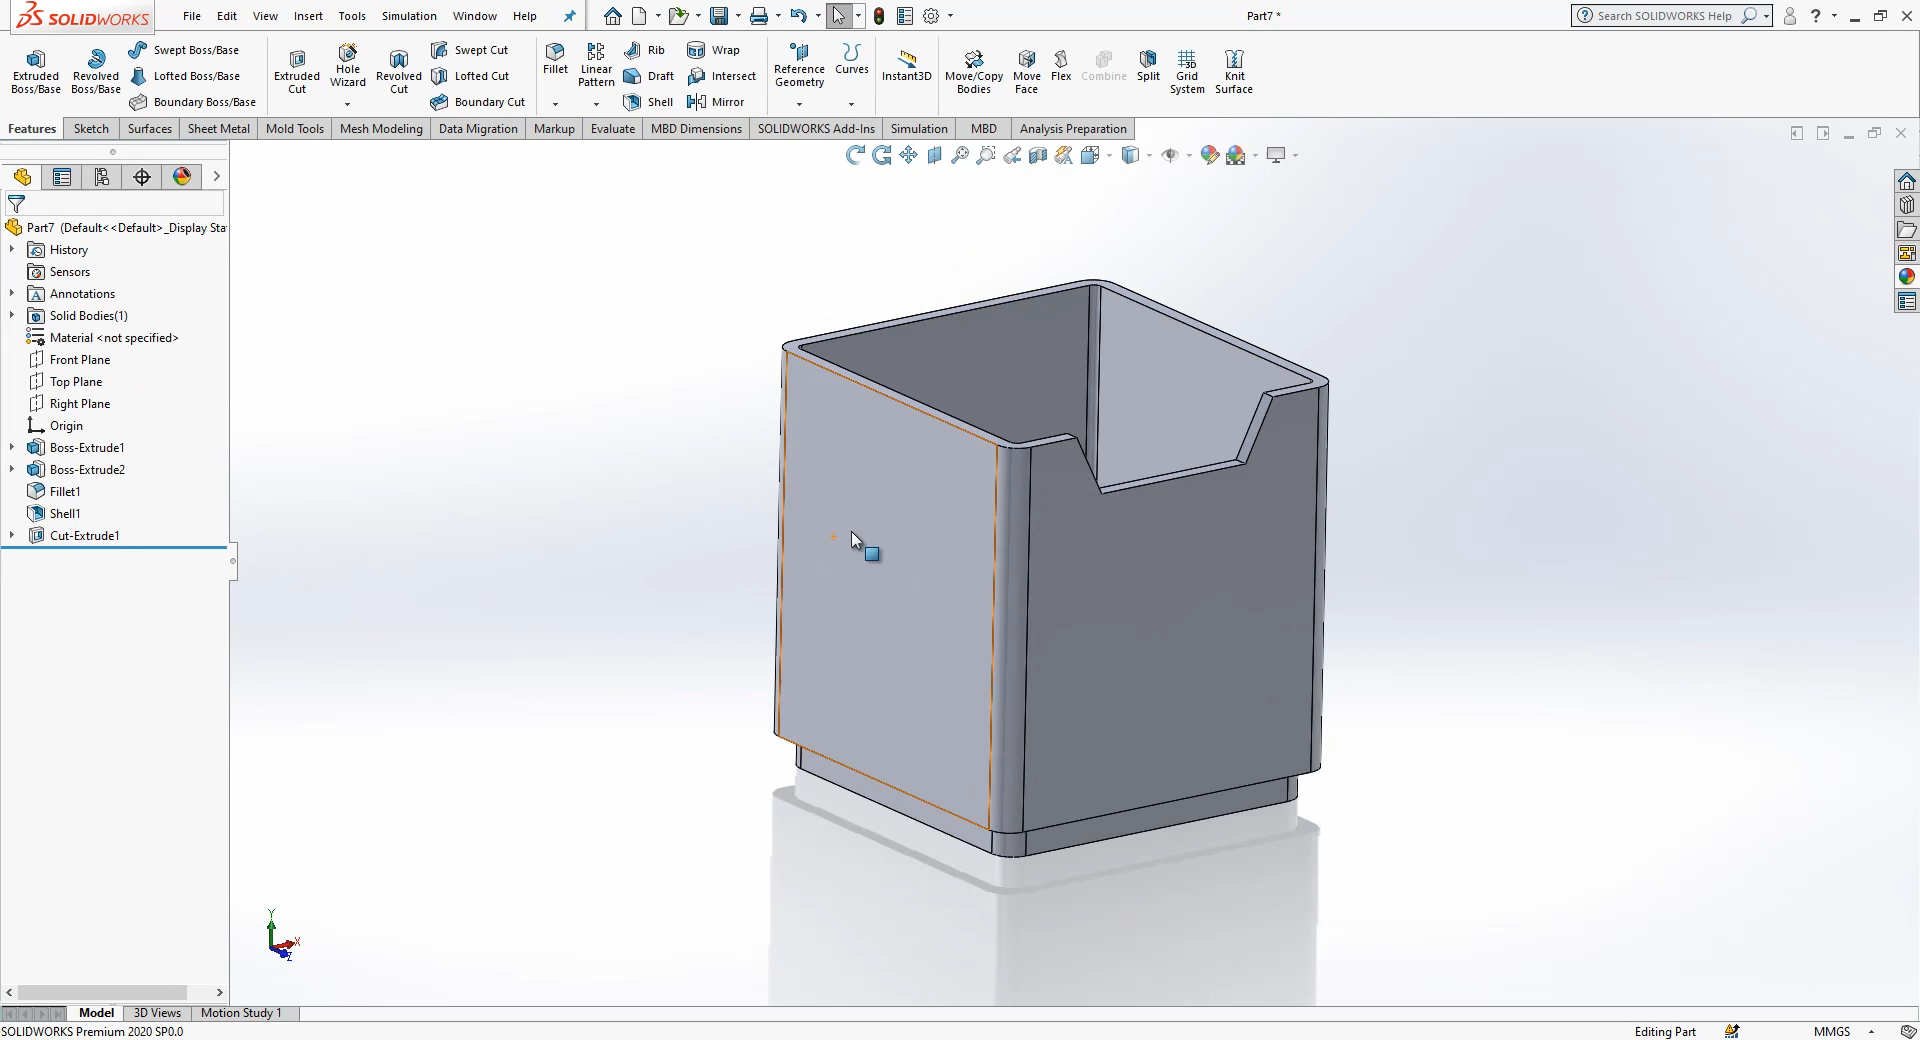 SOLIDWORKS File Edit View Insert Tools Simulation Window Help Part7 * Search SOLIDWORKS Help
Extruded Boss/Base
Revolved Boss/Base
Swept Boss/Base
Lofted Boss/Base
Boundary Boss/Base
Extruded Cut
Hole Wizard
Revolved Cut
Swept Cut
Lofted Cut
Boundary Cut
Fillet
Linear Pattern
Rib
Draft
Shell
Wrap
Intersect
Mirror
Reference Geometry
Curves
Instant3D
Move/Copy Bodies
Move Face
Flex
Combine
Split
Grid System
Knit Surface
Features Sketch Surfaces Sheet Metal Mold Tools Mesh Modeling Data Migration Markup Evaluate MBD Dimensions SOLIDWORKS Add-Ins Simulation MBD Analysis Preparation
Part7 (Default<<Default>_Display Sta
History
Sensors
Annotations
Solid Bodies(1)
Material <not specified>
Front Plane
Top Plane
Right Plane
Origin
Boss-Extrude1
Boss-Extrude2
Fillet1
Shell1
Cut-Extrude1
Y
X
Z
Model 3D Views Motion Study 1
SOLIDWORKS Premium 2020 SP0.0 Editing Part MMGS